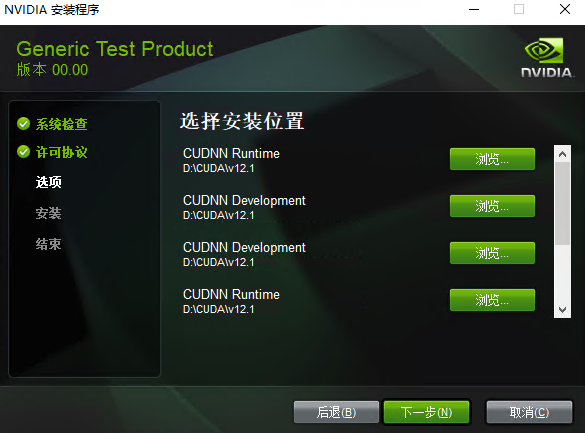 NVIDIA 安装程序
Generic Test Product
版本 00.00
NVIDIA.
系统检查
许可协议
选项
安装
结束
选择安装位置
CUDNN Runtime
D:\CUDA\v12.1
浏览...
CUDNN Development
D:\CUDA\v12.1
浏览...
CUDNN Development
D:\CUDA\v12.1
浏览...
CUDNN Runtime
D:\CUDA\v12.1
浏览...
后退(B)
下一步(N)
取消(C)